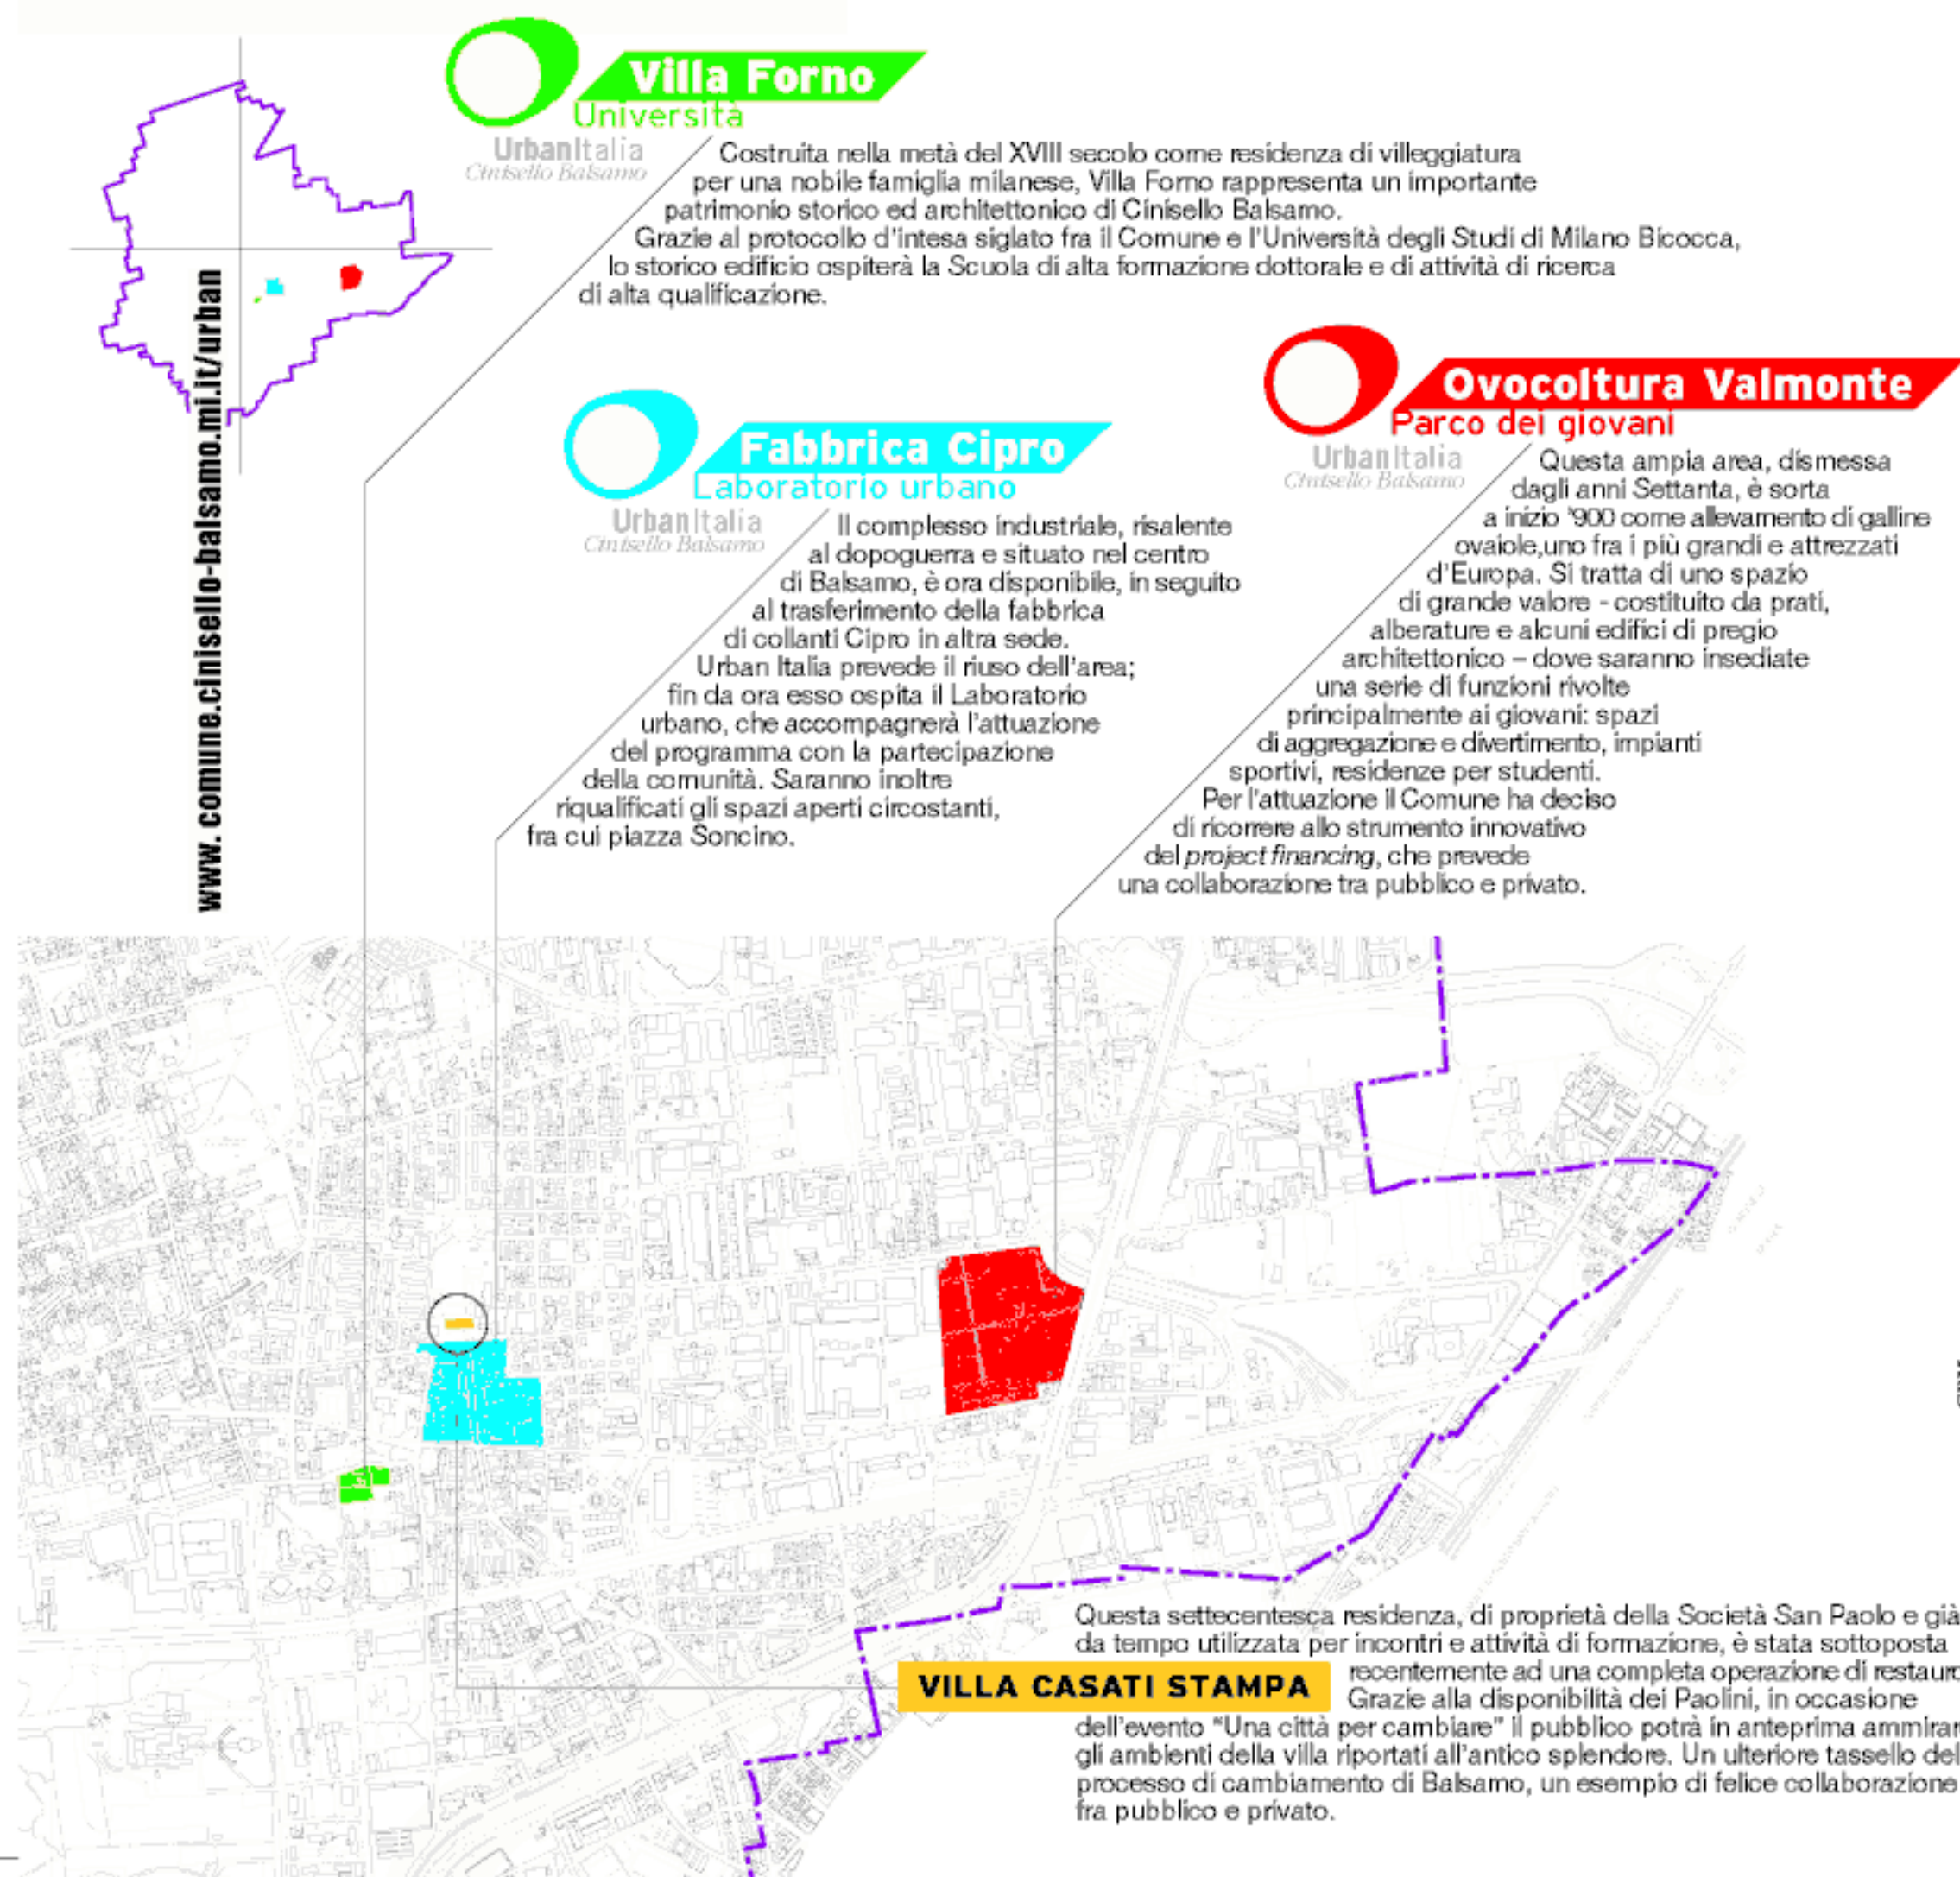 Villa Forno
Università
UrbanItalia
Cinisello Balsamo
Costruita nella metà del XVIII secolo come residenza di villeggiatura
per una nobile famiglia milanese, Villa Forno rappresenta un importante
patrimonio storico ed architettonico di Cinisello Balsamo.
Grazie al protocollo d'intesa siglato fra il Comune e l'Università degli Studi di Milano Bicocca,
lo storico edificio ospiterà la Scuola di alta formazione dottorale e di attività di ricerca
di alta qualificazione.
www.comune.cinisello-balsamo.mi.it/urban
Fabbrica Cipro
Laboratorio urbano
UrbanItalia
Cinisello Balsamo
Il complesso industriale, risalente
al dopoguerra e situato nel centro
di Balsamo, è ora disponibile, in seguito
al trasferimento della fabbrica
di collanti Cipro in altra sede.
Urban Italia prevede il riuso dell'area;
fin da ora esso ospita il Laboratorio
urbano, che accompagnerà l'attuazione
del programma con la partecipazione
della comunità. Saranno inoltre
riqualificati gli spazi aperti circostanti,
fra cui piazza Soncino.
Ovocoltura Valmonte
Parco dei giovani
UrbanItalia
Cinisello Balsamo
Questa ampia area, dismessa
dagli anni Settanta, è sorta
a inizio '900 come allevamento di galline
ovaiole,uno fra i più grandi e attrezzati
d'Europa. Si tratta di uno spazio
di grande valore - costituito da prati,
alberature e alcuni edifici di pregio
architettonico – dove saranno insediate
una serie di funzioni rivolte
principalmente ai giovani: spazi
di aggregazione e divertimento, impianti
sportivi, residenze per studenti.
Per l'attuazione il Comune ha deciso
di ricorrere allo strumento innovativo
del project financing, che prevede
una collaborazione tra pubblico e privato.
VILLA CASATI STAMPA
Questa settecentesca residenza, di proprietà della Società San Paolo e già
da tempo utilizzata per incontri e attività di formazione, è stata sottoposta
recentemente ad una completa operazione di restauro
Grazie alla disponibilità dei Paolini, in occasione
dell'evento "Una città per cambiare" il pubblico potrà in anteprima ammirar
gli ambienti della villa riportati all'antico splendore. Un ulteriore tassello del
processo di cambiamento di Balsamo, un esempio di felice collaborazione
fra pubblico e privato.